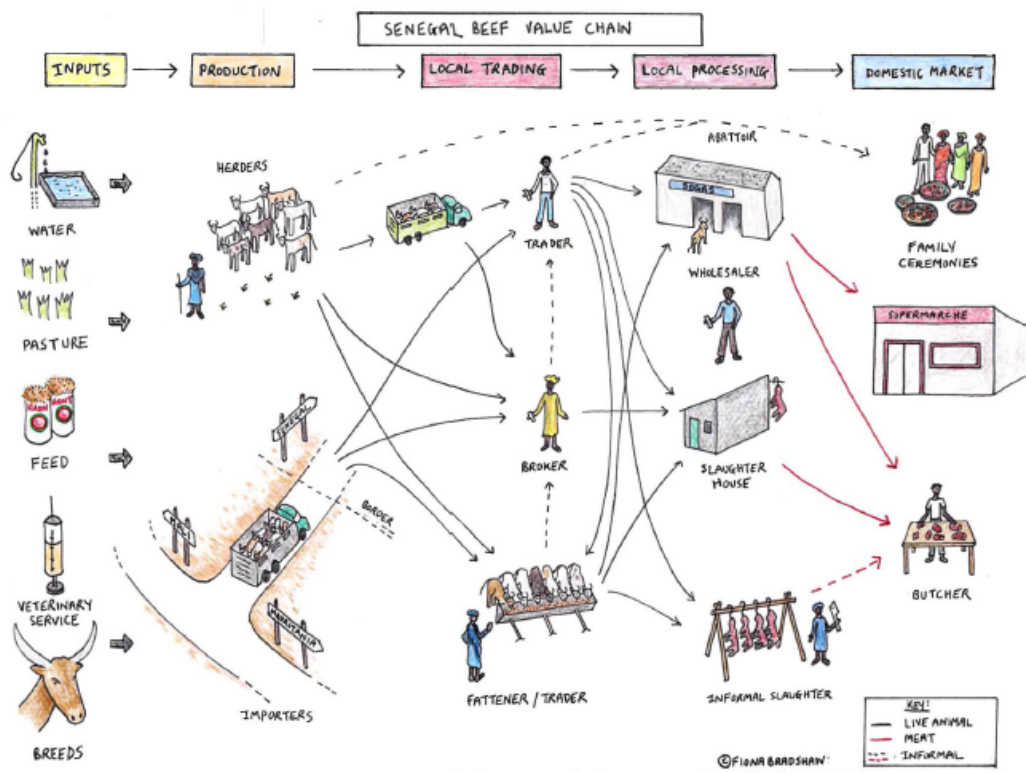 SENEGAL BEEF VALUE CHAIN
INPUTS
PRODUCTION
LOCAL TRADING
LOCAL PROCESSING
DOMESTIC MARKET
WATER
PASTURE
FEED
VETERINARY
SERVICE
BREEDS
HERDERS
SENEGAL
BORDER
MALI
MAURITANIA
IMPORTERS
TRADER
BROKER
FATTENER / TRADER
ABATTOIR
SOGAS
WHOLESALER
SLAUGHTER
HOUSE
INFORMAL SLAUGHTER
FAMILY
CEREMONIES
SUPERMARCHE
BUTCHER
KEY:
LIVE ANIMAL
MEAT
INFORMAL
©FIONA BRADSHAW